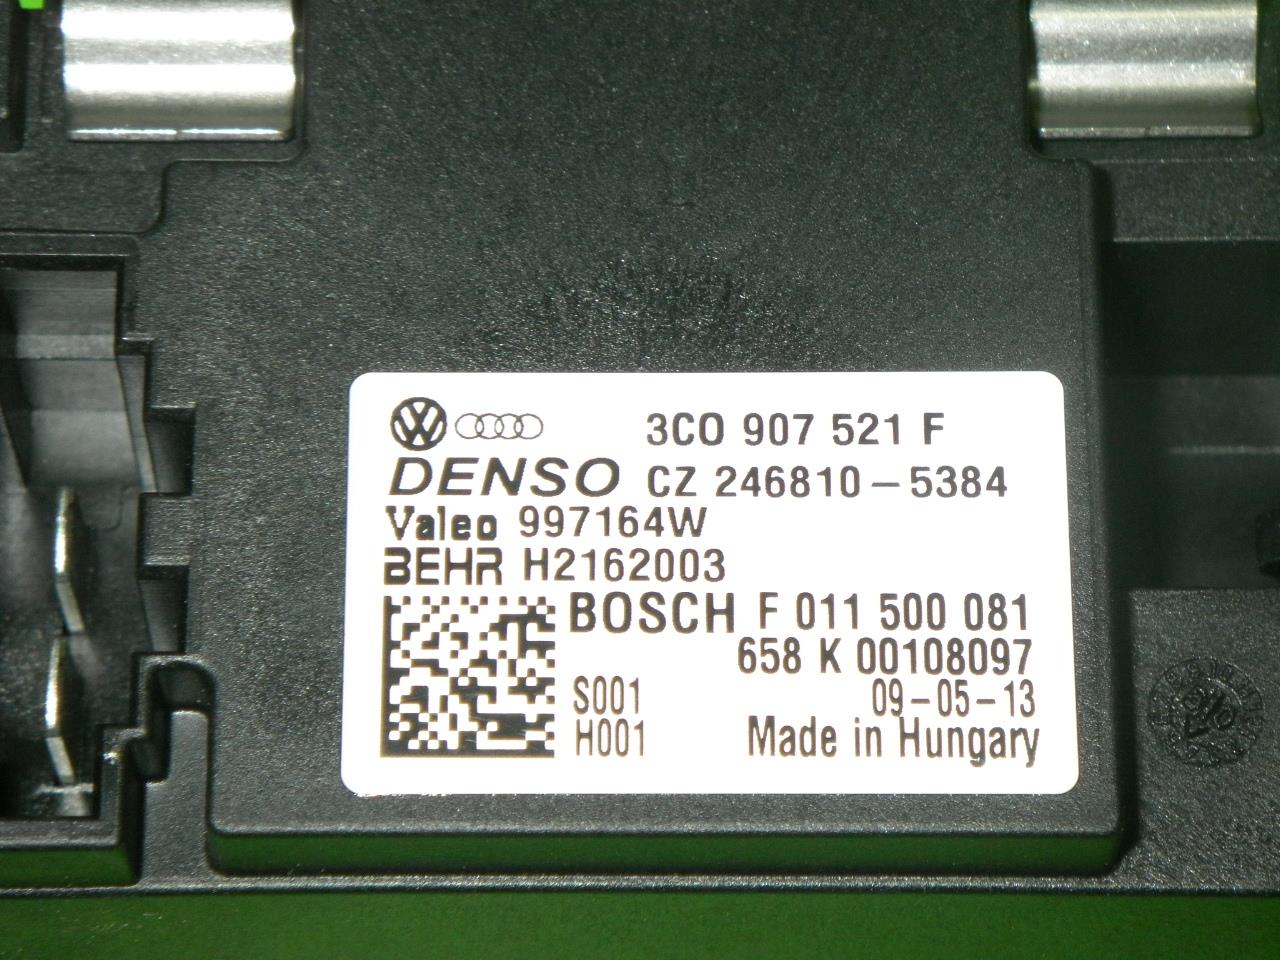 3C0 907 521 F
DENSO CZ 246810-5384
Valeo 997164W
BEHR H2162003
BOSCH F 011 500 081
658 K 00108097
S001 09-05-13
H001 Made in Hungary